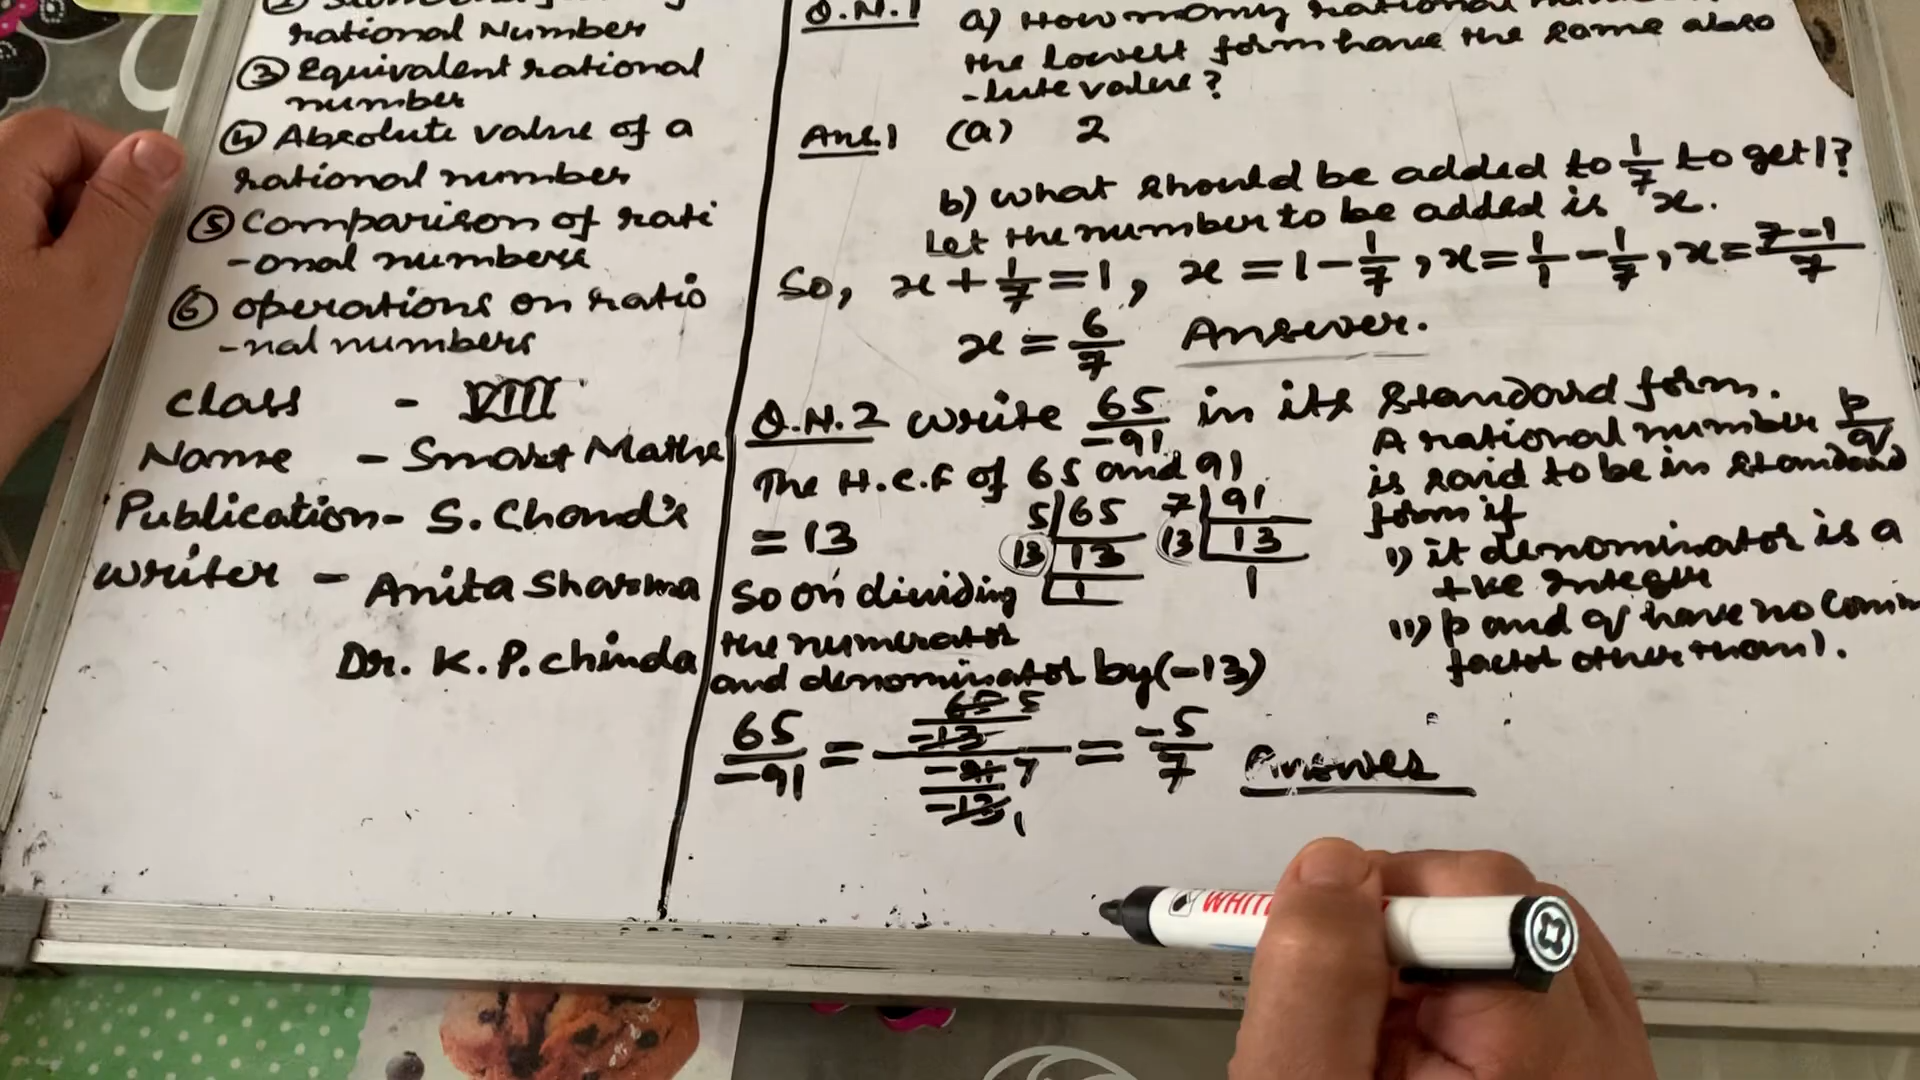 rational Number
③ Equivalent rational
number
④ Absolute value of a
rational number
⑤ Comparison of rati
-onal numbers
⑥ operations on ratio
-nal numbers
Class - VIII
Name - Smart Maths
Publication - S. Chand's
writer - Anita Sharma
Dr. K. P. Chinda
Q.N.1 a) How many rational
the lowest form have the same abso
-lute value?
Ans.1 (a) 2
b) What should be added to 1/7 to get 1?
Let the number to be added is x.
So, x + 1/7 = 1, x = 1 - 1/7, x = 1/1 - 1/7, x = 7-1/7
x = 6/7 Answer.
Q.N.2 write 65/-91 in its standard form.
The H.C.F of 65 and 91
= 13
5 65 7 91
13 13 13 13
1 1
So on dividing
the numerator
and denominator by (-13)
65/-91 = 65 5/-13 / -91 7/-13 1 = -5/7 Answer
A rational number p/q
is said to be in standard
form if
i) it denominator is a
+ve integer
ii) p and q have no Comm
factor other than 1.
WHIT